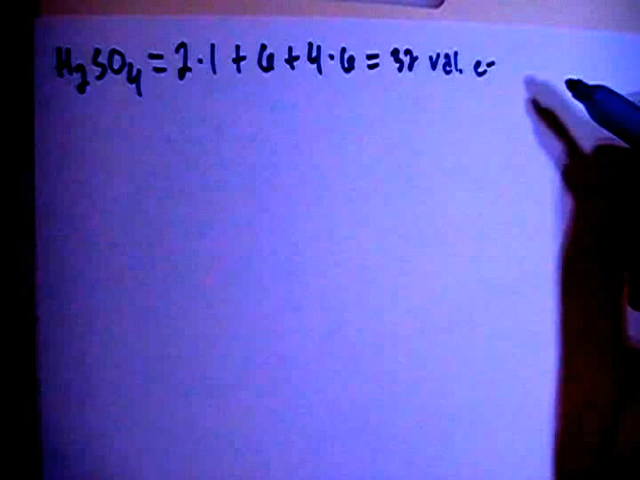 H₂SO₄ = 2·1 + 6 + 4·6 = 32 val. e-